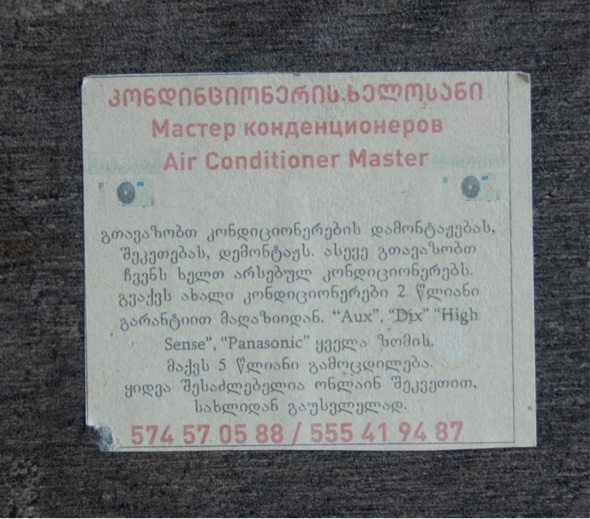 კონდინციონერის ხელოსანი
Мастер конденционеров
Air Conditioner Master
გთავაზობთ კონდიციონერების დამონტაჟებას,
შეკეთებას, დემონტაჟს. ასევე გთავაზობთ
ჩვენს ხელთ არსებულ კონდიციონერებს.
გვაქვს ახალი კონდიციონერები 2 წლიანი
გარანტიით მაღაზიიდან. “Aux”, “Dix” “High
Sense”, “Panasonic” ყველა ზომის.
მაქვს 5 წლიანი გამოცდილება.
ყიდვა შესაძლებელია ონლაინ შეკვეთით,
სახლიდან გაუსვლელად.
574 57 05 88 / 555 41 94 87